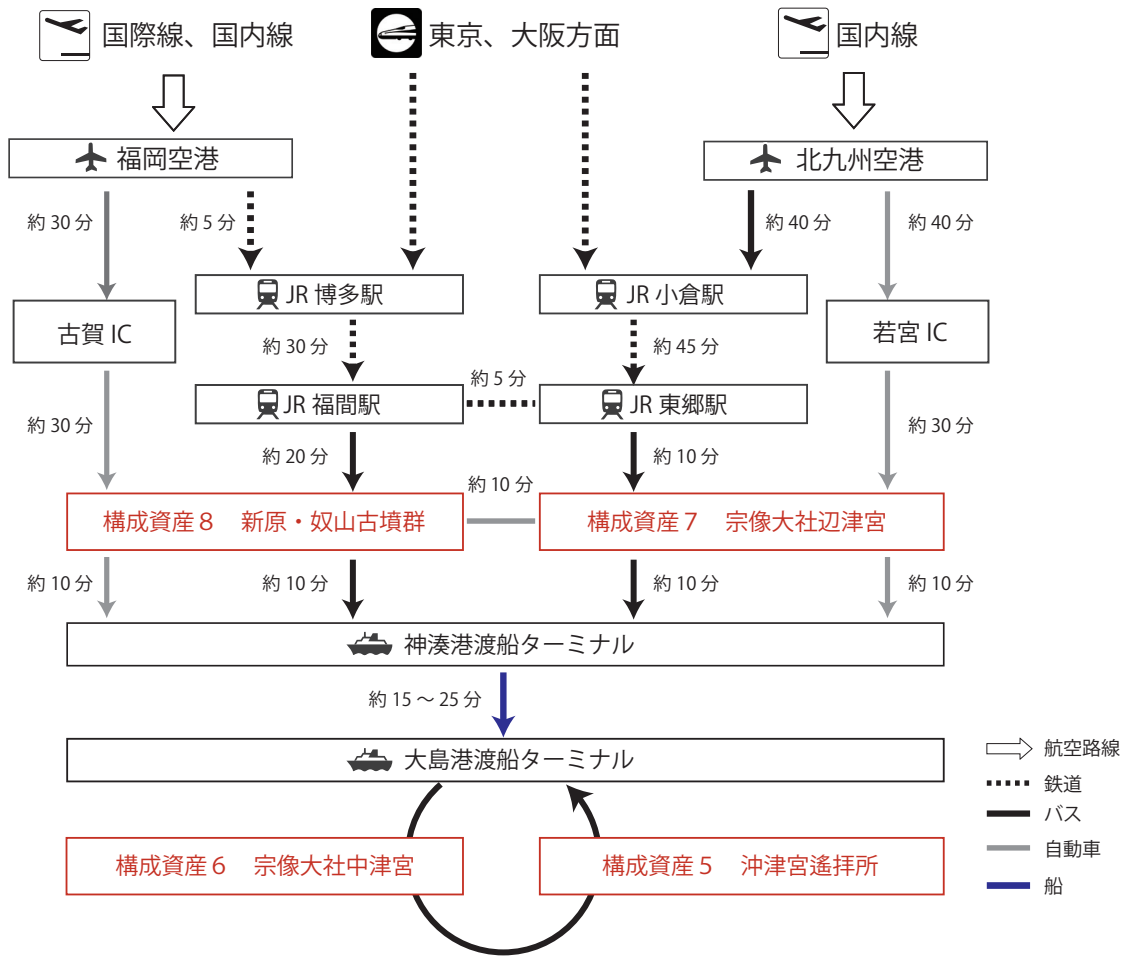 国際線、国内線
東京、大阪方面
国内線
福岡空港
北九州空港
約 30 分
約 5 分
約 40 分
約 40 分
JR 博多駅
JR 小倉駅
古賀 IC
若宮 IC
約 30 分
約 45 分
約 5 分
JR 福間駅
JR 東郷駅
約 30 分
約 20 分
約 10 分
約 30 分
約 10 分
構成資産８　新原・奴山古墳群
構成資産７　宗像大社辺津宮
約 10 分
約 10 分
約 10 分
約 10 分
神湊港渡船ターミナル
約 15 ～ 25 分
大島港渡船ターミナル
構成資産６　宗像大社中津宮
構成資産５　沖津宮遙拝所
航空路線
鉄道
バス
自動車
船